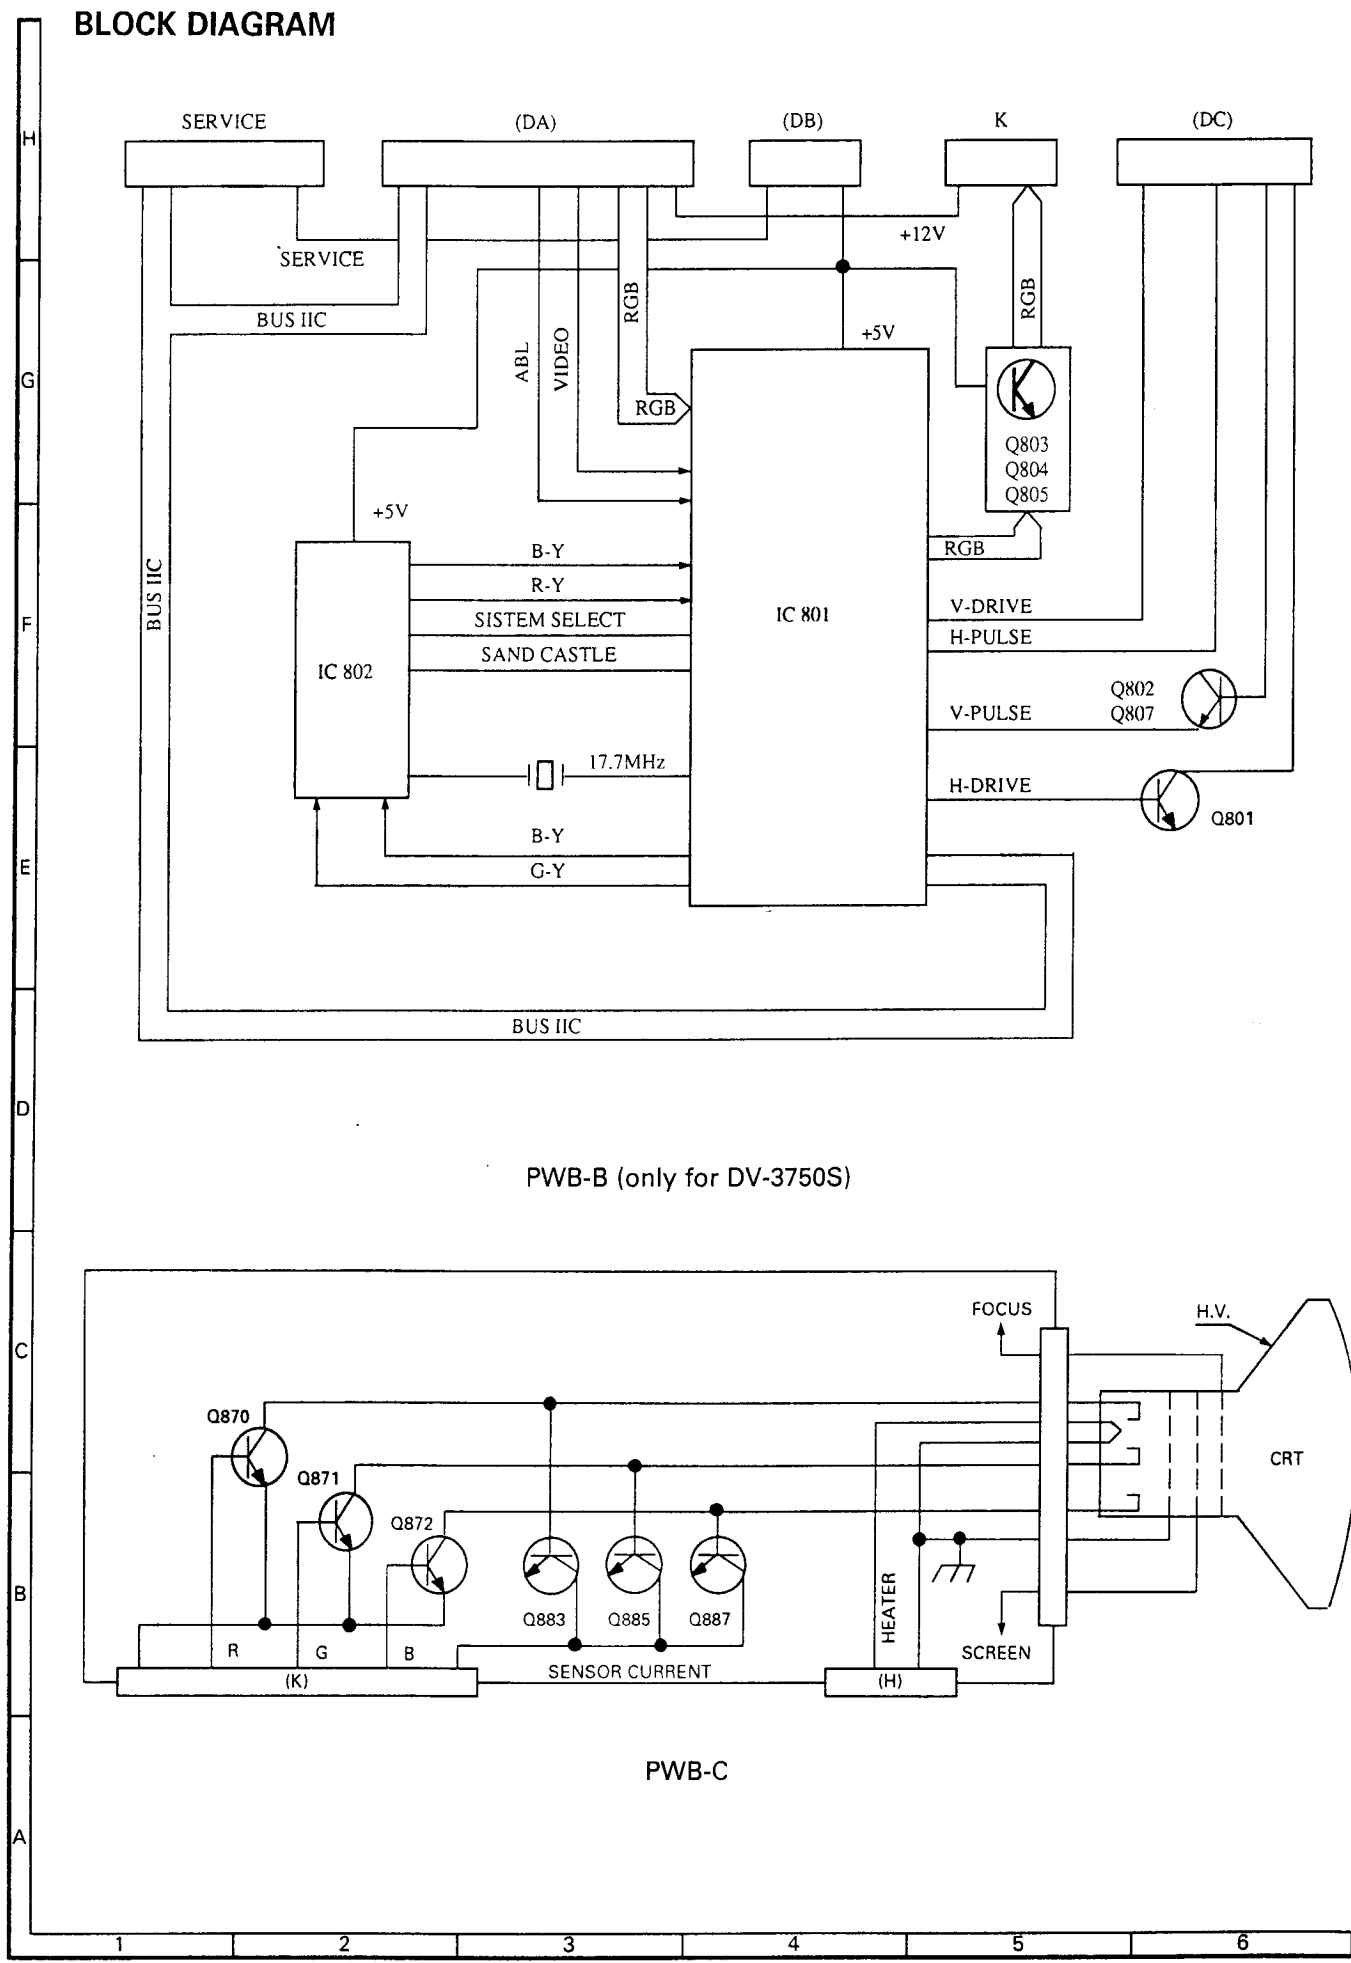 BLOCK DIAGRAM
SERVICE
(DA)
(DB)
K
(DC)
H
+12V
SERVICE
RGB
RGB
BUS IIC
+5V
ABL
VIDEO
G
RGB
Q803
Q804
Q805
+5V
RGB
B-Y
R-Y
BUS IIC
SISTEM SELECT
IC 801
V-DRIVE
F
H-PULSE
SAND CASTLE
IC 802
Q802
Q807
V-PULSE
17.7MHz
H-DRIVE
Q801
B-Y
E
G-Y
BUS IIC
D
PWB-B (only for DV-3750S)
FOCUS
H.V.
C
Q870
CRT
Q871
Q872
B
HEATER
Q883
Q885
Q887
R
G
B
SCREEN
SENSOR CURRENT
(K)
(H)
PWB-C
A
1
2
3
4
5
6